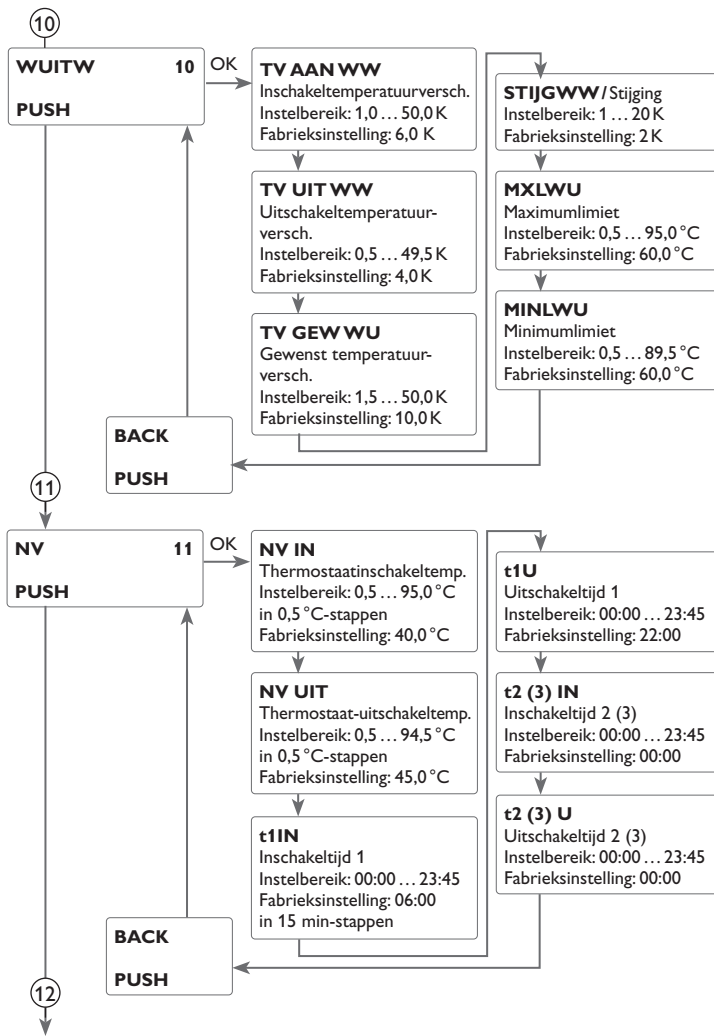 10
WUITW 10
PUSH
OK
TV AAN WW
Inschakeltemperatuurversch.
Instelbereik: 1,0 … 50,0 K
Fabrieksinstelling: 6,0 K
TV UIT WW
Uitschakeltemperatuur-
versch.
Instelbereik: 0,5 … 49,5 K
Fabrieksinstelling: 4,0 K
TV GEW WU
Gewenst temperatuur-
versch.
Instelbereik: 1,5 … 50,0 K
Fabrieksinstelling: 10,0 K
STIJGWW / Stijging
Instelbereik: 1 … 20 K
Fabrieksinstelling: 2 K
MXLWU
Maximumlimiet
Instelbereik: 0,5 … 95,0 °C
Fabrieksinstelling: 60,0 °C
MINLWU
Minimumlimiet
Instelbereik: 0,5 … 89,5 °C
Fabrieksinstelling: 60,0 °C
BACK
PUSH
11
NV 11
PUSH
OK
NV IN
Thermostaatinschakeltemp.
Instelbereik: 0,5 … 95,0 °C
in 0,5 °C-stappen
Fabrieksinstelling: 40,0 °C
NV UIT
Thermostaat-uitschakeltemp.
Instelbereik: 0,5 … 94,5 °C
in 0,5 °C-stappen
Fabrieksinstelling: 45,0 °C
t1IN
Inschakeltijd 1
Instelbereik: 00:00 … 23:45
Fabrieksinstelling: 06:00
in 15 min-stappen
t1U
Uitschakeltijd 1
Instelbereik: 00:00 … 23:45
Fabrieksinstelling: 22:00
t2 (3) IN
Inschakeltijd 2 (3)
Instelbereik: 00:00 … 23:45
Fabrieksinstelling: 00:00
t2 (3) U
Uitschakeltijd 2 (3)
Instelbereik: 00:00 … 23:45
Fabrieksinstelling: 00:00
BACK
PUSH
12